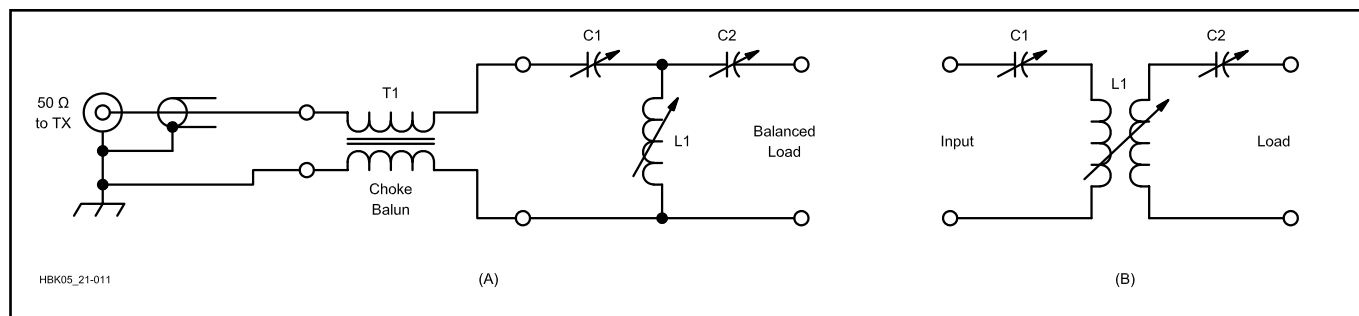 50 Ω
to TX
T1
Choke
Balun
C1
C2
L1
Balanced
Load
(A)
C1
C2
L1
Input
Load
(B)
HBK05_21-011